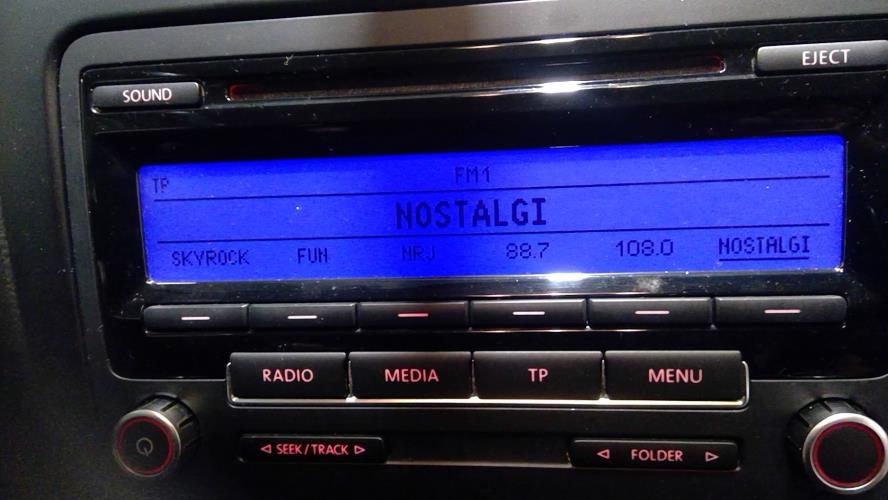 EJECT
SOUND
TP FM1
NOSTALGI
SKYROCK FUN NRJ 88.7 108.0 NOSTALGI
RADIO MEDIA TP MENU
SEEK / TRACK FOLDER